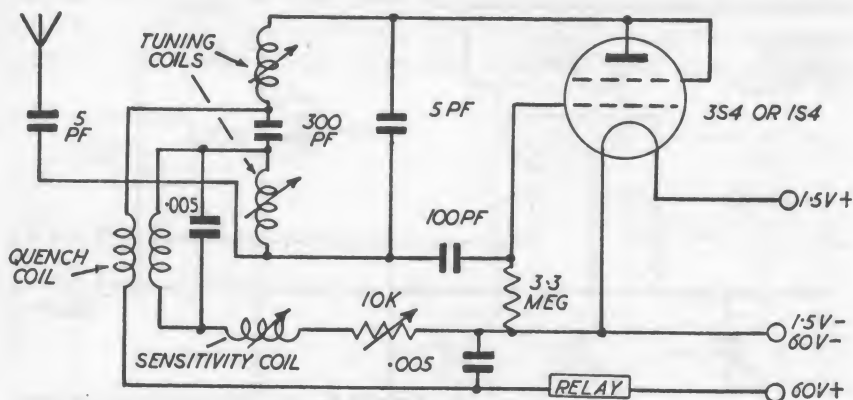 TUNING
COILS
5
PF
300
PF
5 PF
3S4 OR 1S4
.005
100PF
1.5V+
QUENCH
COIL
10K
3.3
MEG
1.5V-
60V-
SENSITIVITY COIL
.005
RELAY
60V+